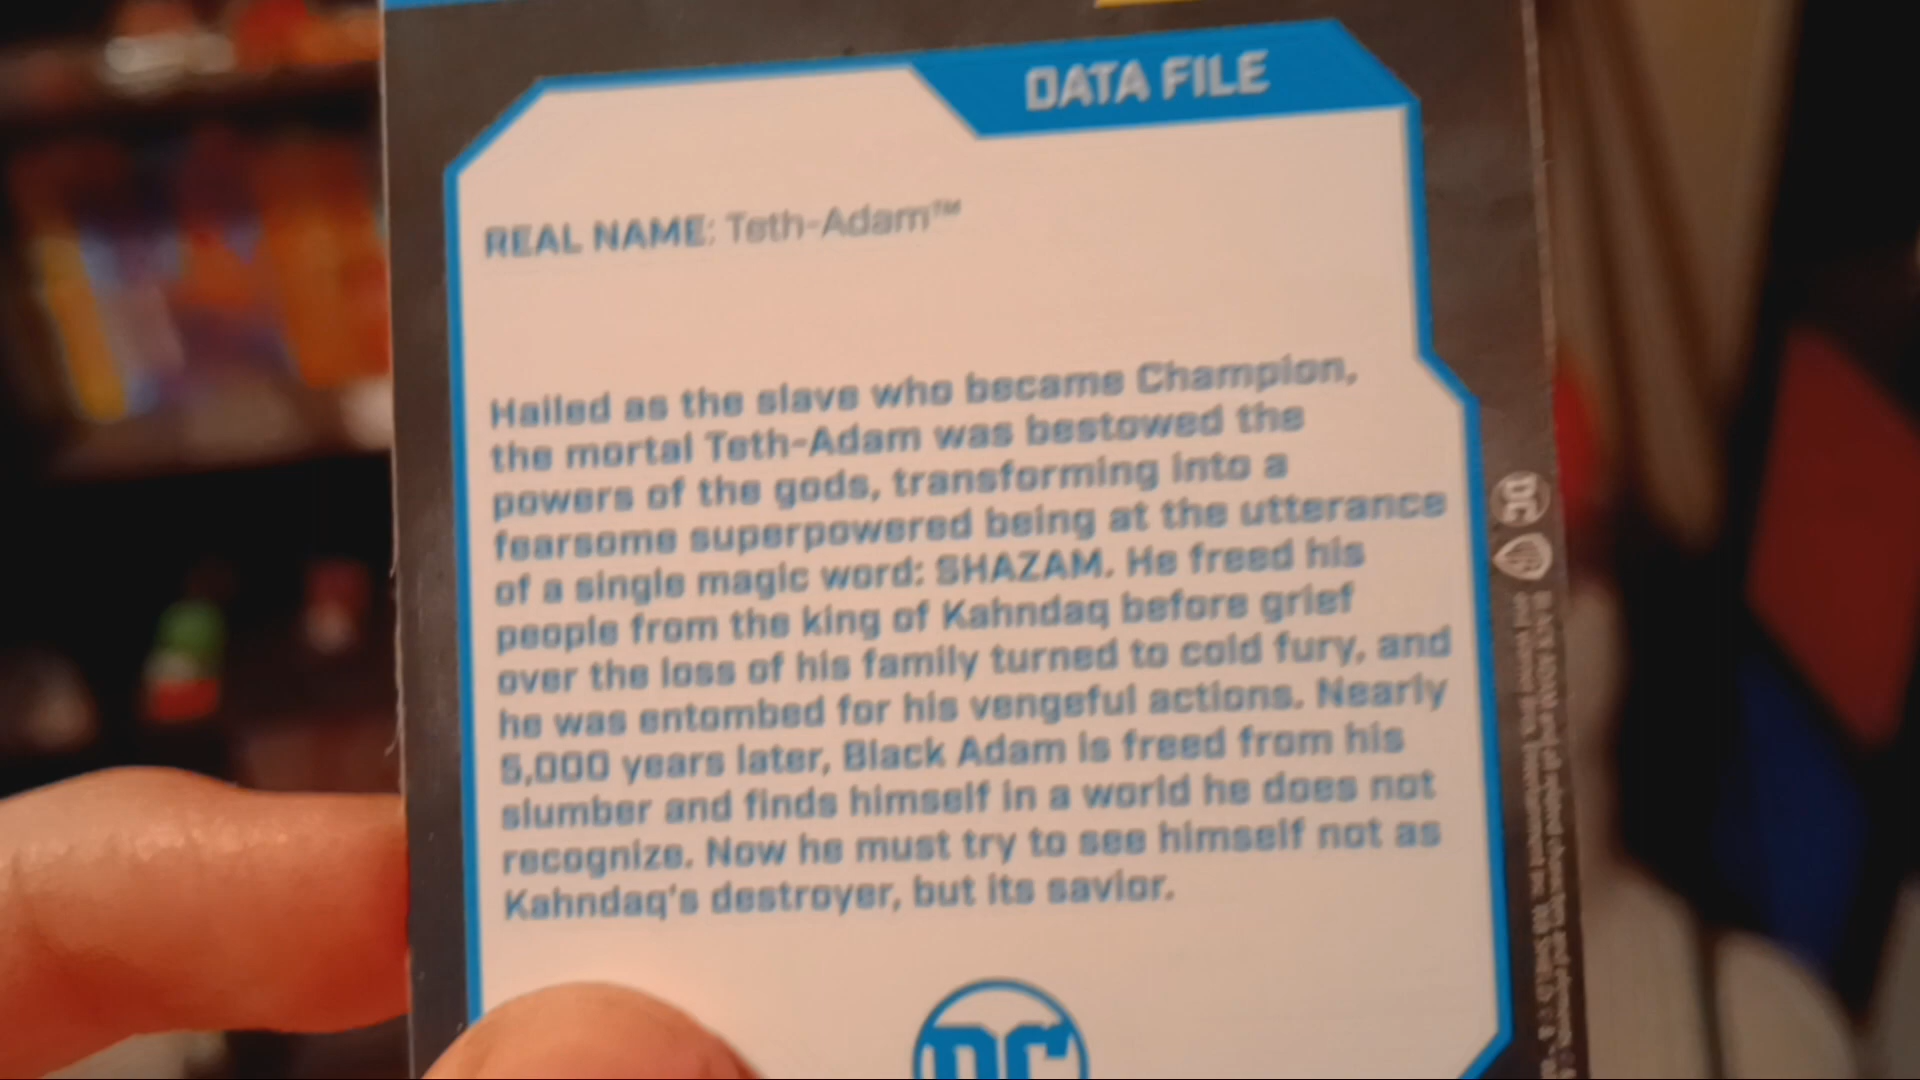 DATA FILE
REAL NAME: Teth-Adam™
Hailed as the slave who became Champion,
the mortal Teth-Adam was bestowed the
powers of the gods, transforming into a
fearsome superpowered being at the utterance
of a single magic word: SHAZAM. He freed his
people from the king of Kahndaq before grief
over the loss of his family turned to cold fury, and
he was entombed for his vengeful actions. Nearly
5,000 years later, Black Adam is freed from his
slumber and finds himself in a world he does not
recognize. Now he must try to see himself not as
Kahndaq's destroyer, but its savior.
DC
DC